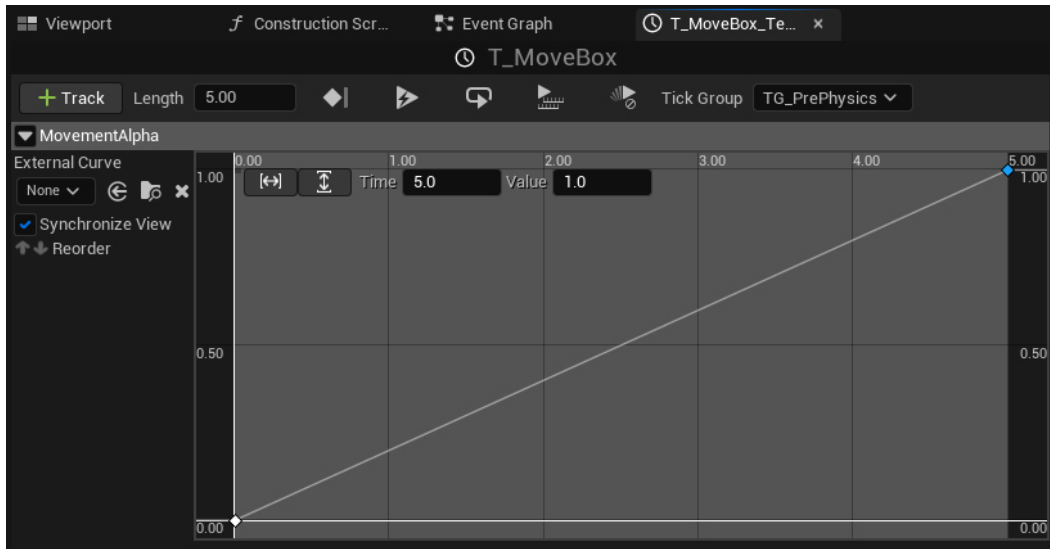 Viewport
Construction Scr...
Event Graph
T_MoveBox_Te...
T_MoveBox
Track
Length 5.00
Tick Group TG_PrePhysics
MovementAlpha
External Curve
None
Synchronize View
Reorder
0.00 1.00 2.00 3.00 4.00 5.00
1.00
Time 5.0 Value 1.0
1.00
0.50
0.50
0.00
0.00